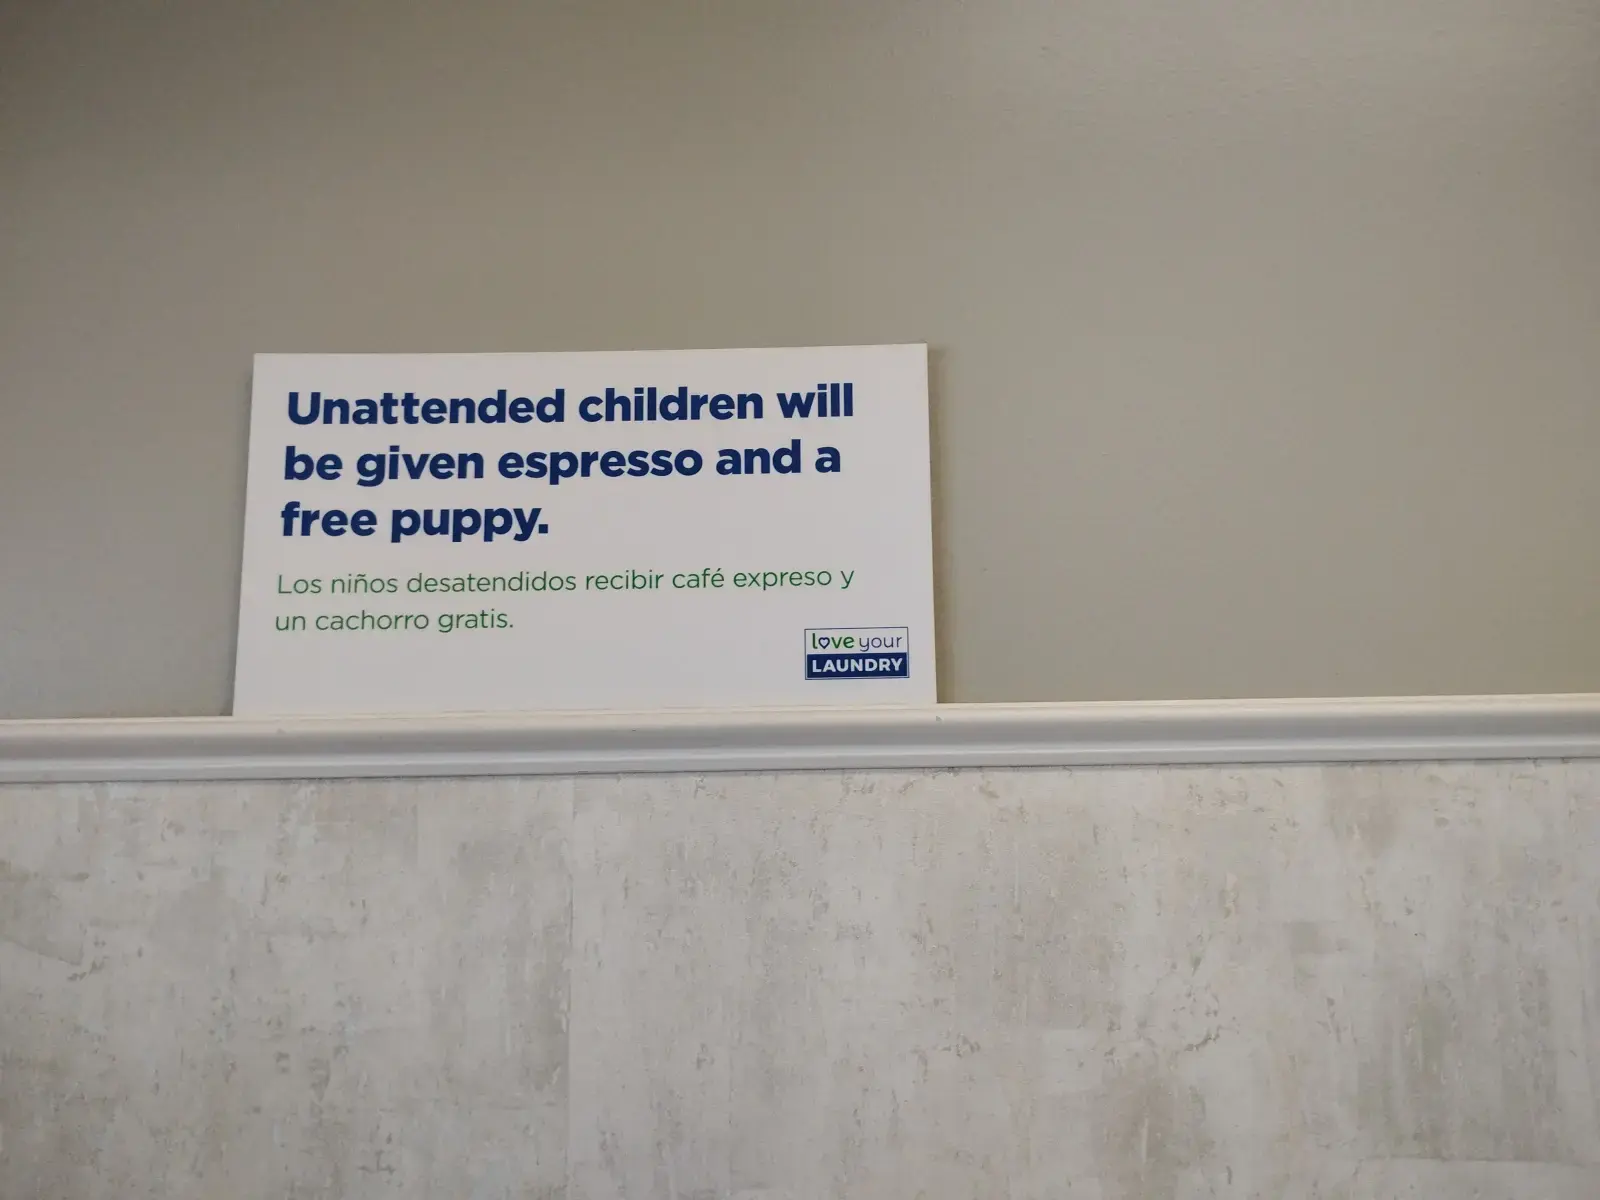 Unattended children will
be given espresso and a
free puppy.
Los niños desatendidos recibir café expreso y
un cachorro gratis.
love your
LAUNDRY